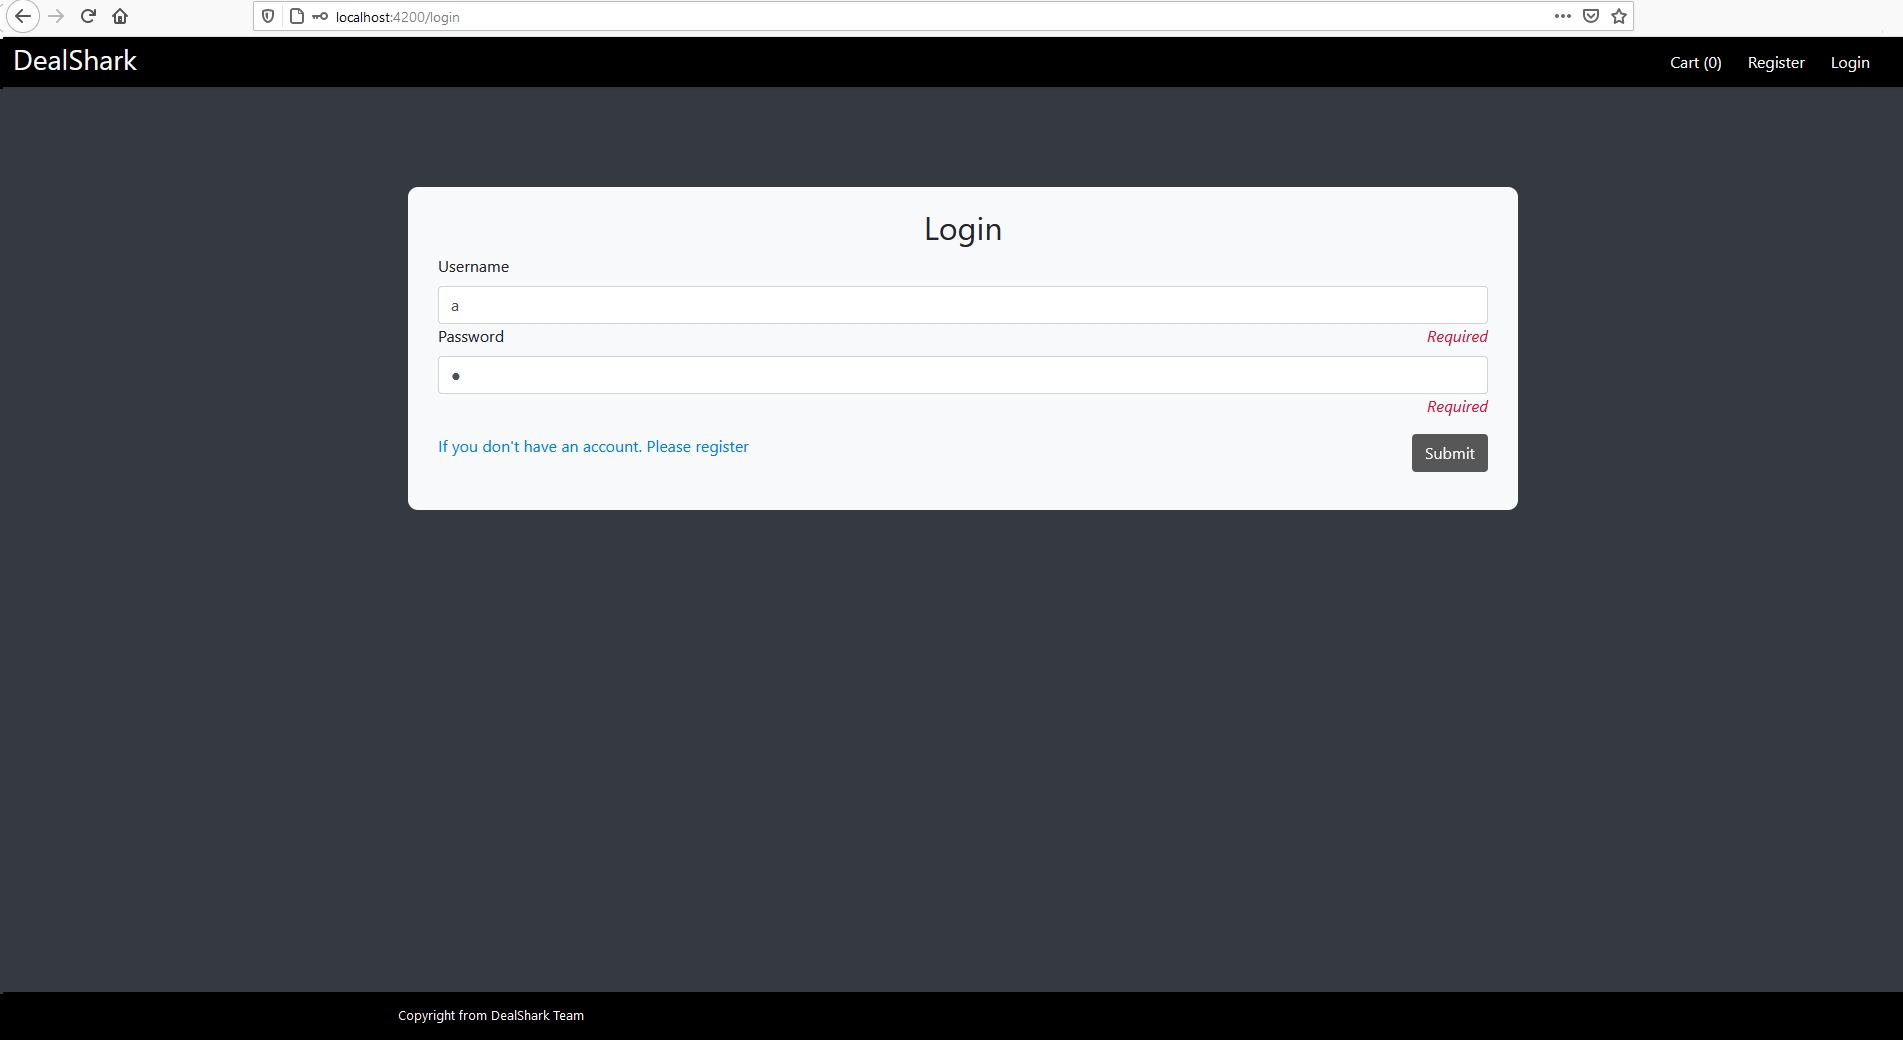 localhost:4200/login
DealShark
Cart (0) Register Login
Login
Username
a
Password Required
Required
If you don't have an account. Please register Submit
Copyright from DealShark Team